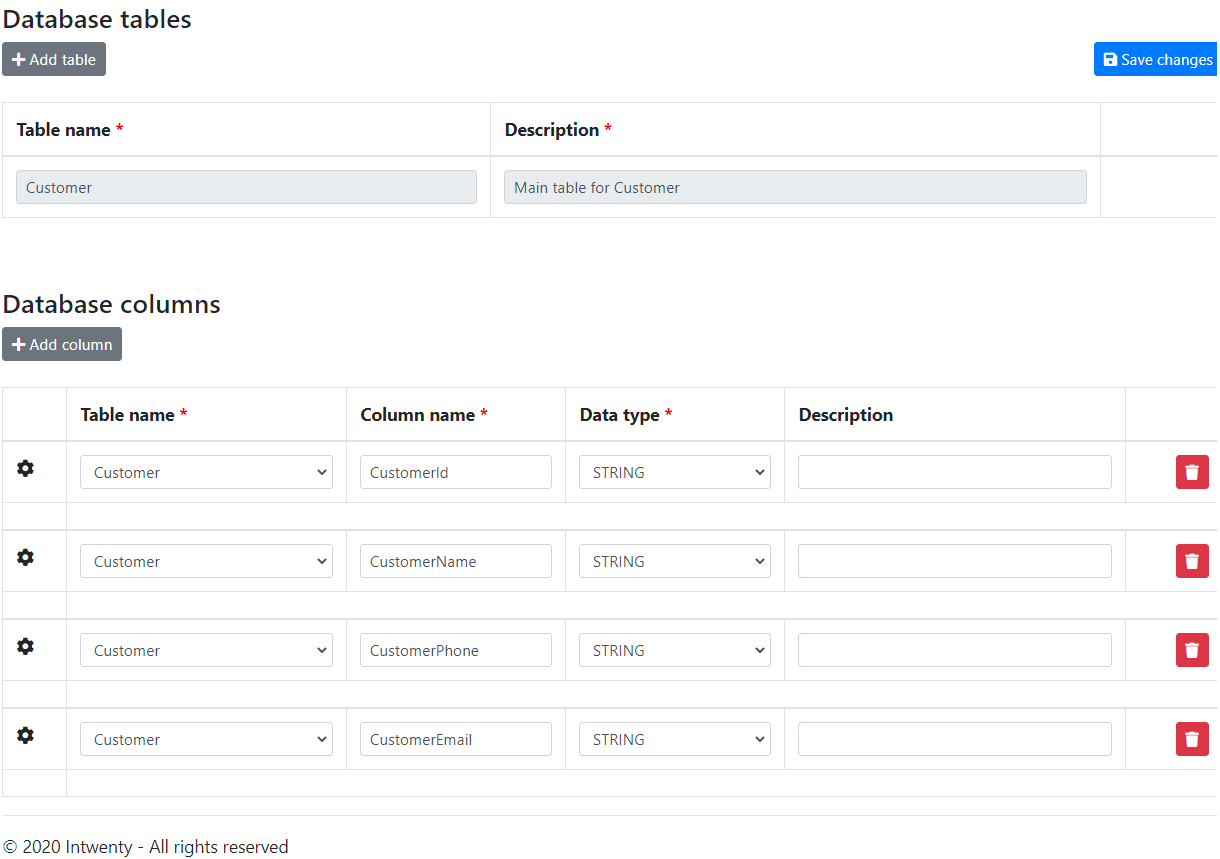 Database tables
Add table
Save changes
Table name * Description *
Customer Main table for Customer
Database columns
Add column
Table name * Column name * Data type * Description
Customer CustomerId STRING
Customer CustomerName STRING
Customer CustomerPhone STRING
Customer CustomerEmail STRING
© 2020 Intwenty - All rights reserved